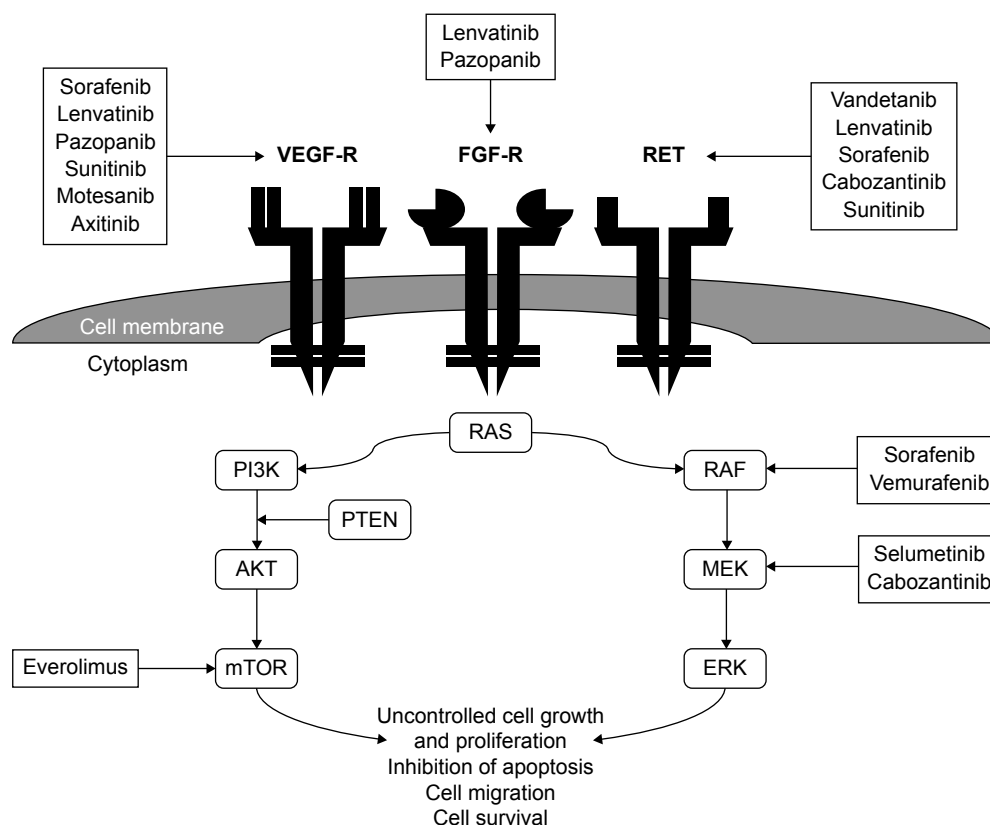 Lenvatinib
Pazopanib
Sorafenib
Lenvatinib
Pazopanib
Sunitinib
Motesanib
Axitinib
VEGF-R
FGF-R
RET
Vandetanib
Lenvatinib
Sorafenib
Cabozantinib
Sunitinib
Cell membrane
Cytoplasm
RAS
PI3K
RAF
Sorafenib
Vemurafenib
PTEN
AKT
MEK
Selumetinib
Cabozantinib
Everolimus
mTOR
ERK
Uncontrolled cell growth
and proliferation
Inhibition of apoptosis
Cell migration
Cell survival